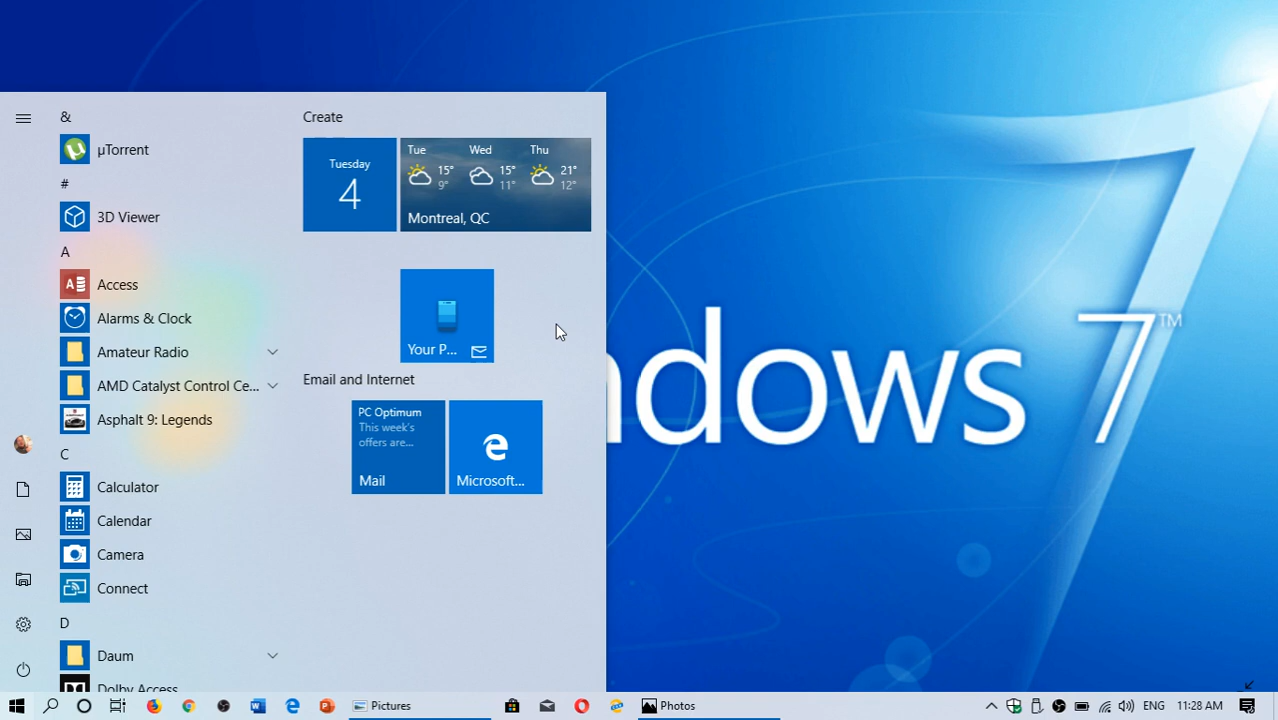 &
µTorrent
#
3D Viewer
A
Access
Alarms & Clock
Amateur Radio
AMD Catalyst Control Ce...
Asphalt 9: Legends
C
Calculator
Calendar
Camera
Connect
D
Daum
Dolby Access
Create
Tuesday
4
Tue Wed Thu
15° 15° 21°
9° 11° 12°
Montreal, QC
Your P...
Email and Internet
PC Optimum
This week's
offers are...
Mail
Microsoft...
ndows 7™
Pictures
Photos
ENG
11:28 AM